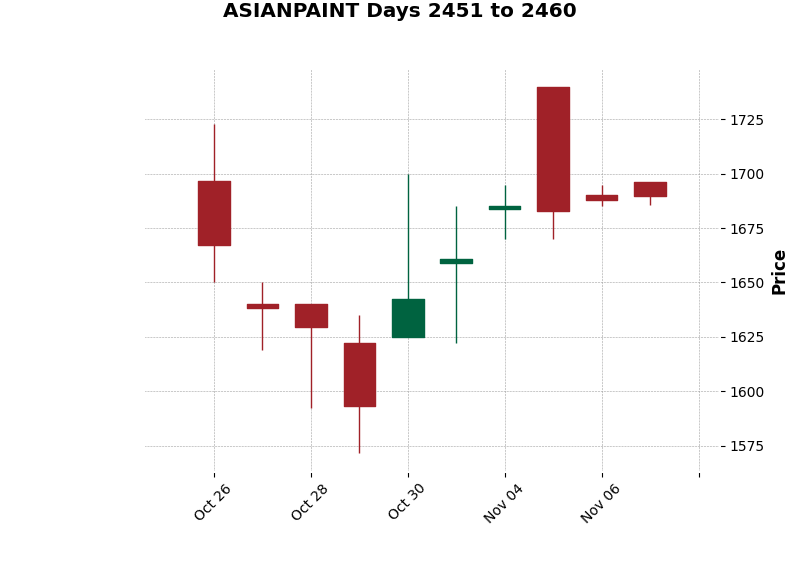 ASIANPAINT Days 2451 to 2460
1725
1700
1675
1650
1625
1600
1575
Price
Oct 26
Oct 28
Oct 30
Nov 04
Nov 06